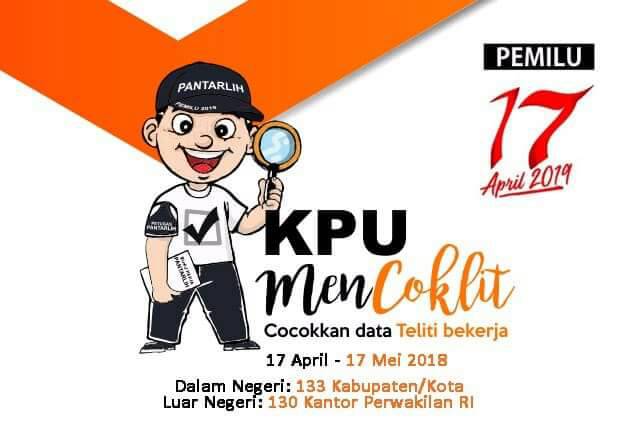 PANTARLIH
PEMILU 2019
PETUGAS
PANTARLIH
PANTARLIH
PEMILU
17
April 2019
KPU
MenCoklit
Cocokkan data Teliti bekerja
17 April - 17 Mei 2018
Dalam Negeri: 133 Kabupaten/Kota
Luar Negeri: 130 Kantor Perwakilan RI